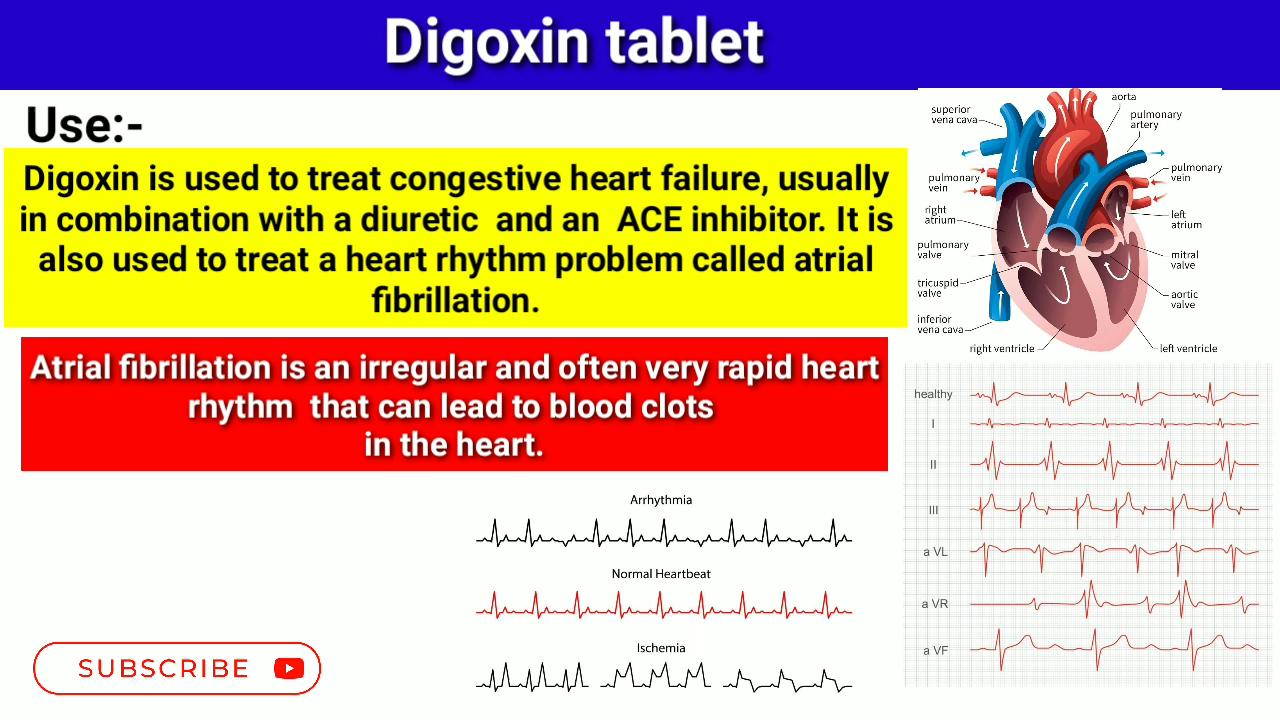 Digoxin tablet
Use:-
Digoxin is used to treat congestive heart failure, usually
in combination with a diuretic and an ACE inhibitor. It is
also used to treat a heart rhythm problem called atrial
fibrillation.
Atrial fibrillation is an irregular and often very rapid heart
rhythm that can lead to blood clots
in the heart.
aorta
superior
vena cava
pulmonary
artery
pulmonary
vein
pulmonary
vein
right
atrium
left
atrium
pulmonary
valve
mitral
valve
tricuspid
valve
aortic
valve
inferior
vena cava
right ventricle
left ventricle
healthy
I
II
III
a VL
a VR
a VF
Arrhythmia
Normal Heartbeat
Ischemia
SUBSCRIBE